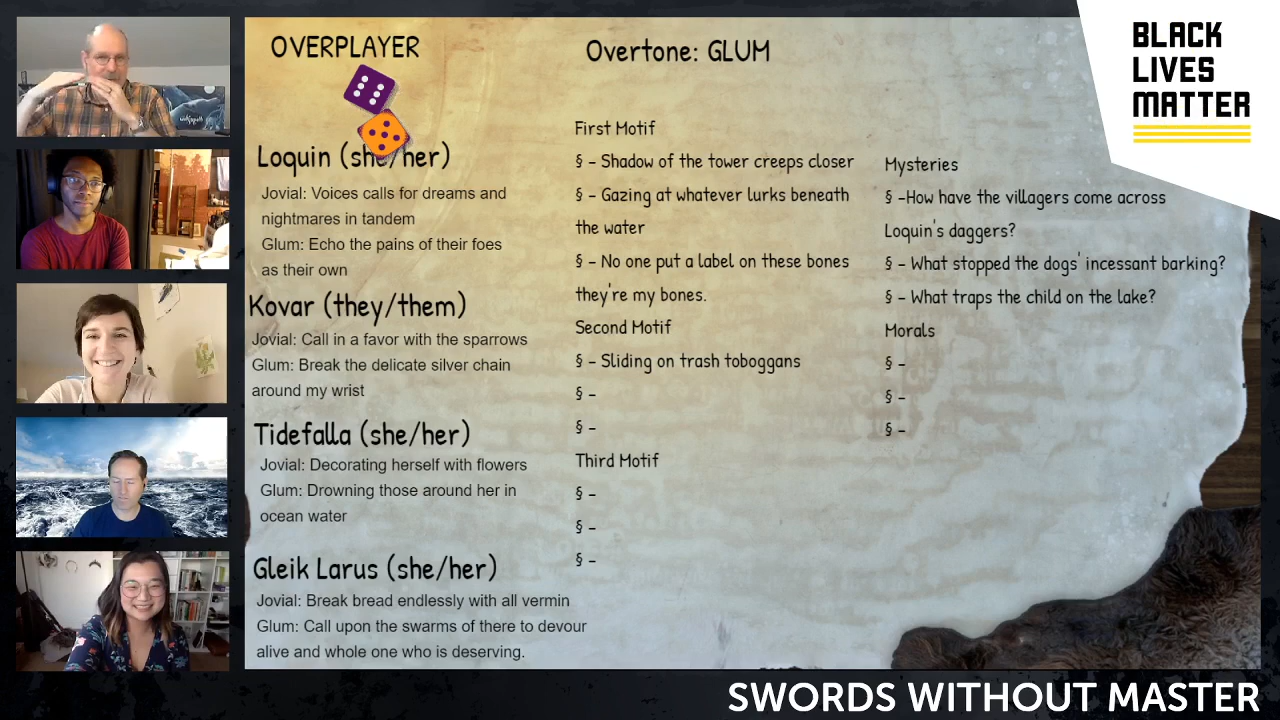 OVERPLAYER
Loquin (she/her)
Jovial: Voices calls for dreams and
nightmares in tandem
Glum: Echo the pains of their foes
as their own
Kovar (they/them)
Jovial: Call in a favor with the sparrows
Glum: Break the delicate silver chain
around my wrist
Tidefalla (she/her)
Jovial: Decorating herself with flowers
Glum: Drowning those around her in
ocean water
Gleik Larus (she/her)
Jovial: Break bread endlessly with all vermin
Glum: Call upon the swarms of there to devour
alive and whole one who is deserving.
Overtone: GLUM
First Motif
§ - Shadow of the tower creeps closer
§ - Gazing at whatever lurks beneath
the water
§ - No one put a label on these bones
they're my bones.
Second Motif
§ - Sliding on trash toboggans
§ -
§ -
Third Motif
§ -
§ -
§ -
Mysteries
§ -How have the villagers come across
Loquin's daggers?
§ - What stopped the dogs' incessant barking?
§ - What traps the child on the lake?
Morals
§ -
§ -
§ -
BLACK
LIVES
MATTER
SWORDS WITHOUT MASTER